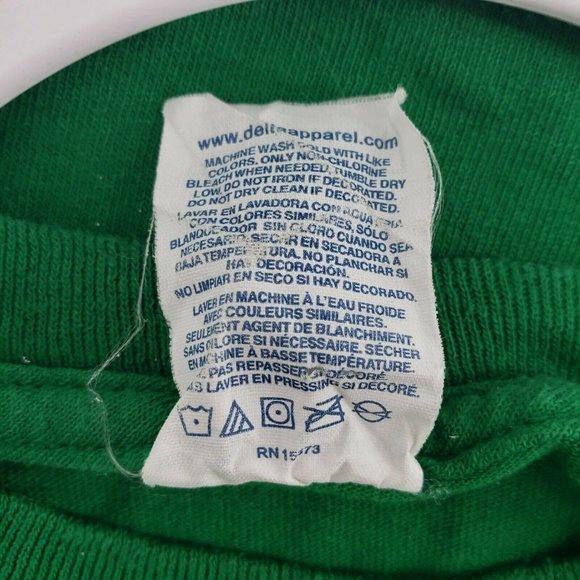 www.deltaapparel.com
MACHINE WASH COLD WITH LIKE
COLORS. ONLY NON-CHLORINE
BLEACH WHEN NEEDED. TUMBLE DRY
LOW. DO NOT IRON IF DECORATED.
DO NOT DRY CLEAN IF DECORATED.
LAVAR EN LAVADORA CON AGUA FRIA
CON COLORES SIMILARES, SÓLO
BLANQUEADOR SIN CLORO CUANDO SEA
NECESARIO. SECAR EN SECADORA A
BAJA TEMPERATURA. NO PLANCHAR SI
HAY DECORACIÓN.
NO LIMPIAR EN SECO SI HAY DECORADO.
LAVER EN MACHINE À L'EAU FROIDE
AVEC COULEURS SIMILAIRES.
SEULEMENT AGENT DE BLANCHIMENT
SANS CHLORE SI NÉCESSAIRE. SÉCHER
EN MACHINE À BASSE TEMPÉRATURE
PAS REPASSER SI DÉCORÉ
LAVER EN PRESSING SI DÉCORÉ
RN